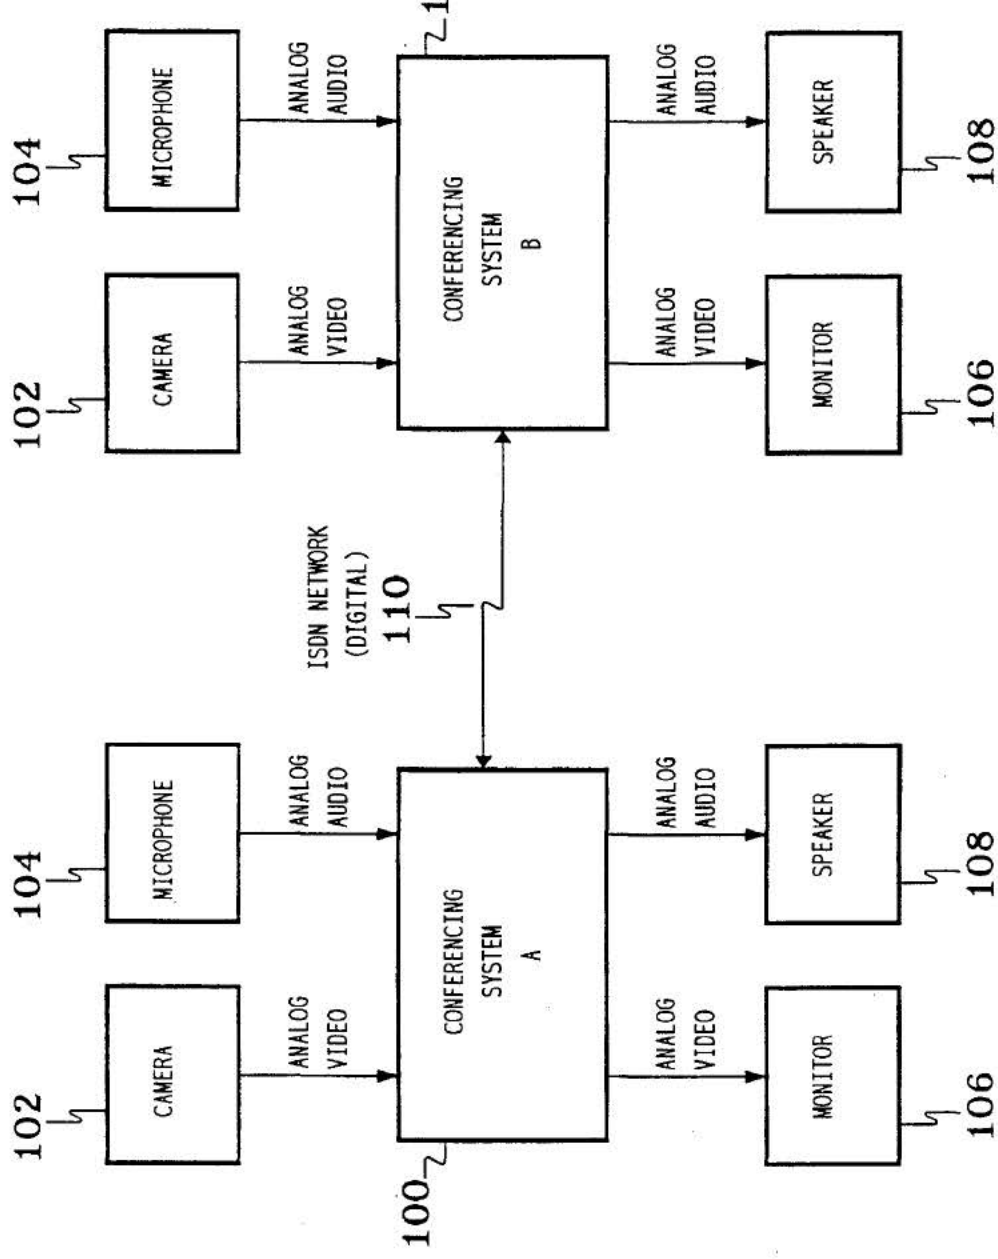 102
104
102
104
CAMERA
MICROPHONE
CAMERA
MICROPHONE
ANALOG
VIDEO
ANALOG
AUDIO
ISDN NETWORK
(DIGITAL)
110
ANALOG
VIDEO
ANALOG
AUDIO
100
CONFERENCING
SYSTEM
A
CONFERENCING
SYSTEM
B
1
ANALOG
VIDEO
ANALOG
AUDIO
ANALOG
VIDEO
ANALOG
AUDIO
MONITOR
SPEAKER
MONITOR
SPEAKER
106
108
106
108